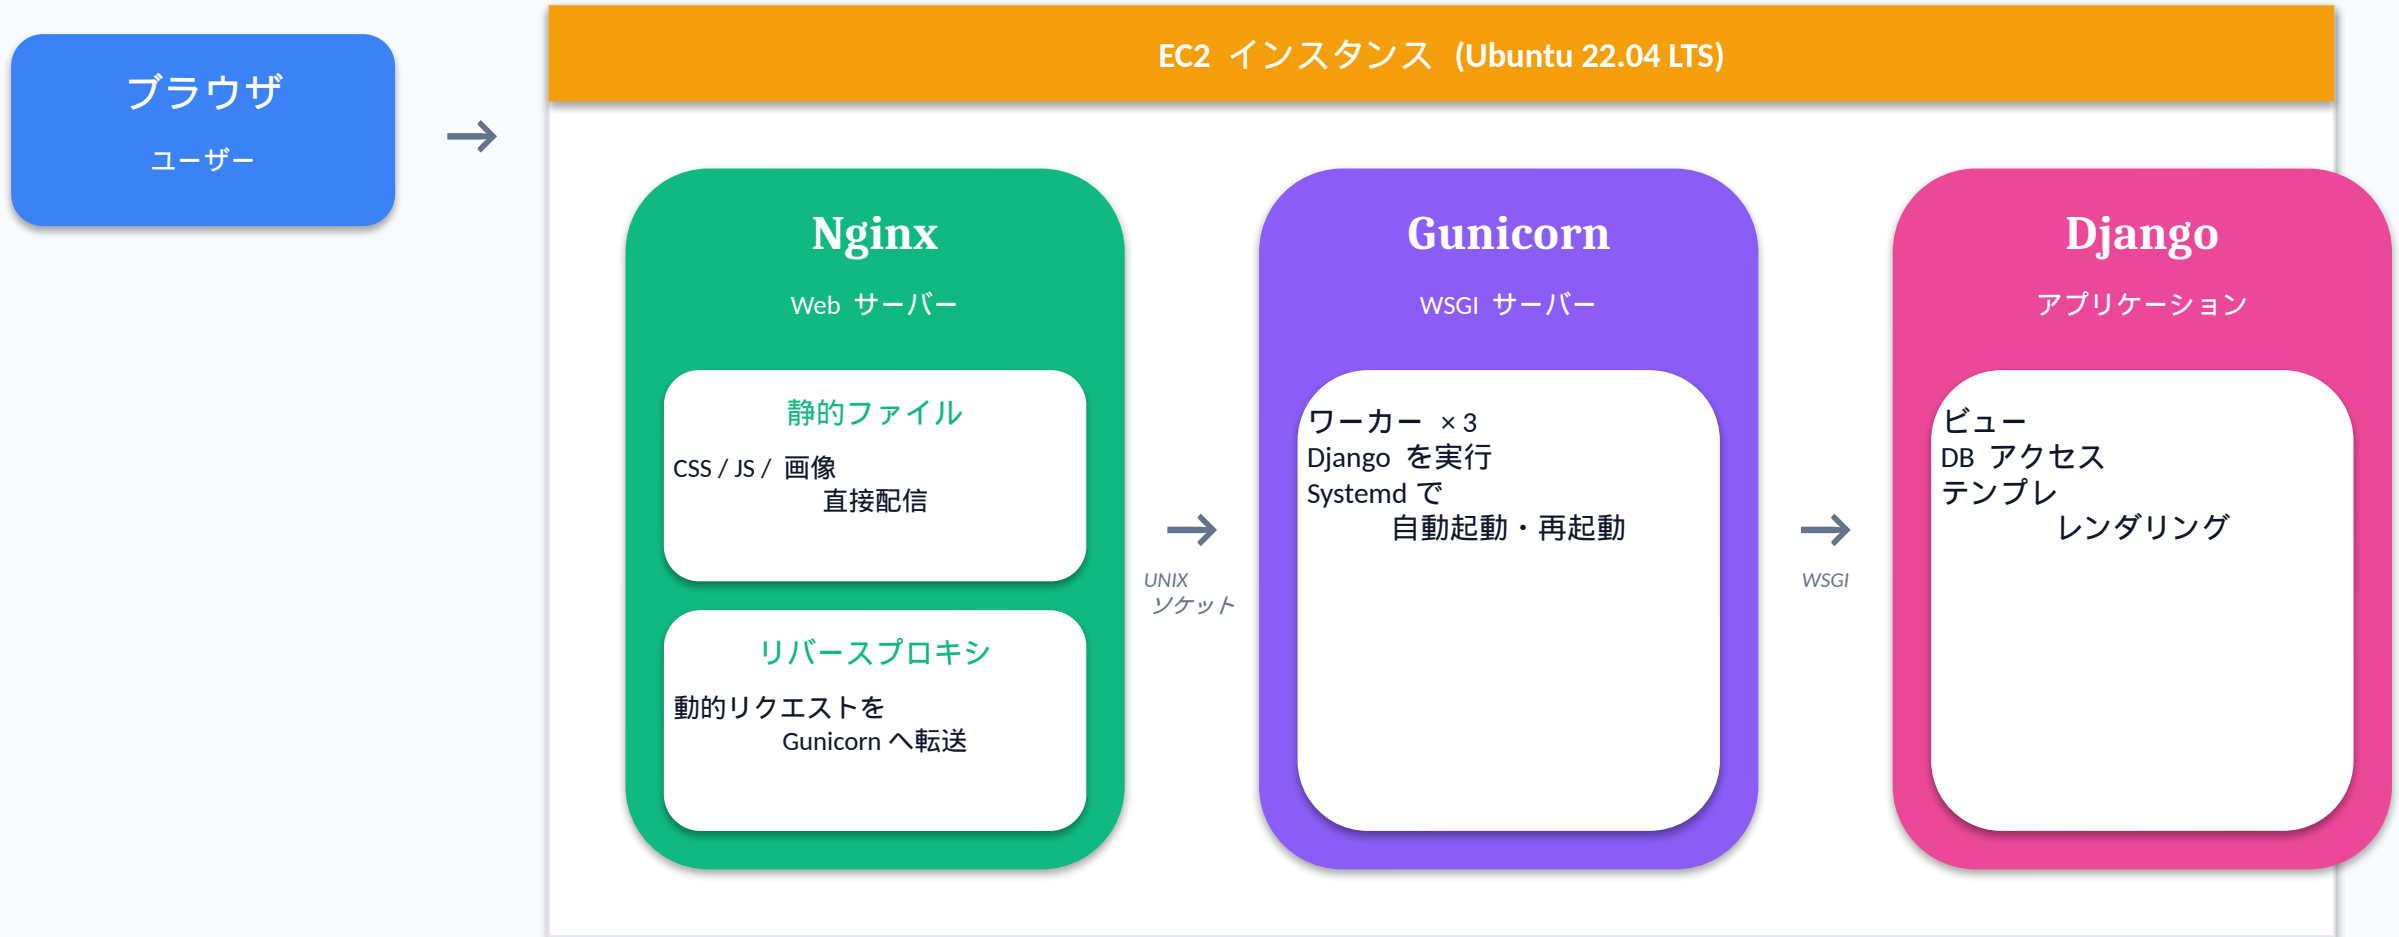 ブラウザ
ユーザー
→
EC2 インスタンス (Ubuntu 22.04 LTS)
Nginx
Web サーバー
静的ファイル
CSS / JS / 画像
直接配信
リバースプロキシ
動的リクエストを
Gunicorn へ転送
→
UNIX
ソケット
Gunicorn
WSGI サーバー
ワーカー × 3
Django を実行
Systemd で
自動起動・再起動
→
WSGI
Django
アプリケーション
ビュー
DB アクセス
テンプレ
レンダリング